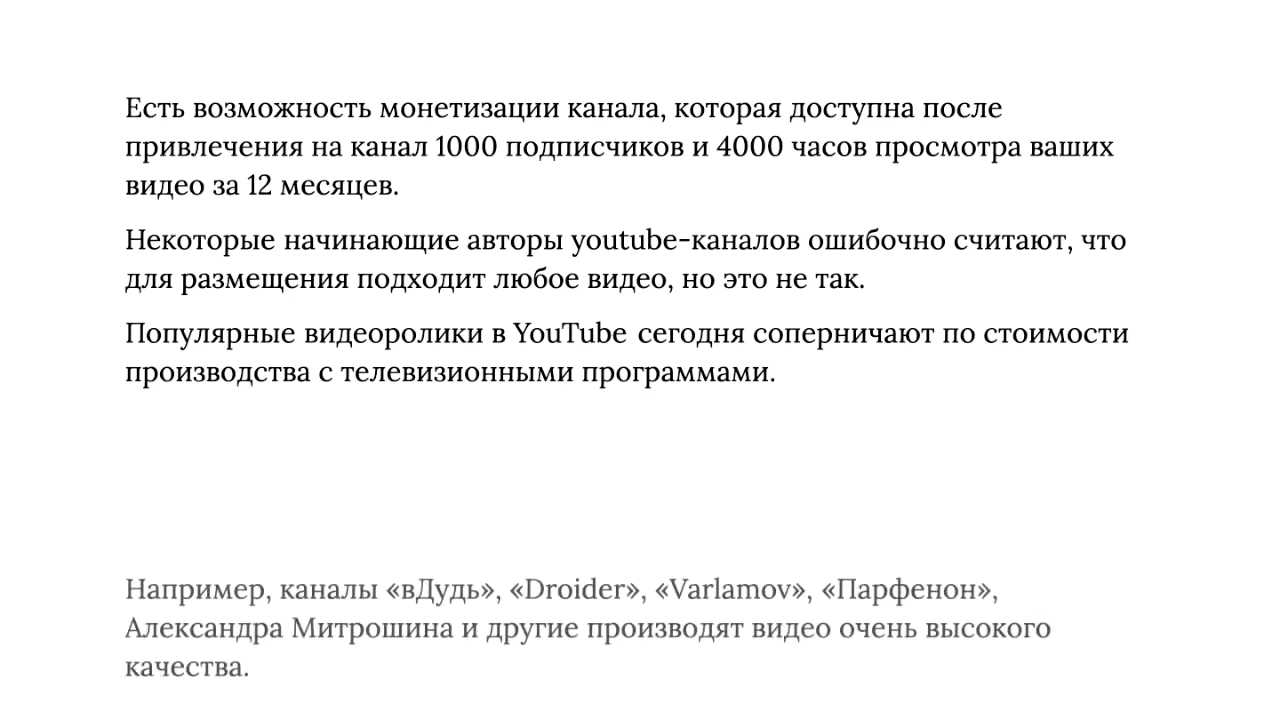 Есть возможность монетизации канала, которая доступна после
привлечения на канал 1000 подписчиков и 4000 часов просмотра ваших
видео за 12 месяцев.
Некоторые начинающие авторы youtube-каналов ошибочно считают, что
для размещения подходит любое видео, но это не так.
Популярные видеоролики в YouTube сегодня соперничают по стоимости
производства с телевизионными программами.
Например, каналы «вДудь», «Droider», «Varlamov», «Парфенон»,
Александра Митрошина и другие производят видео очень высокого
качества.